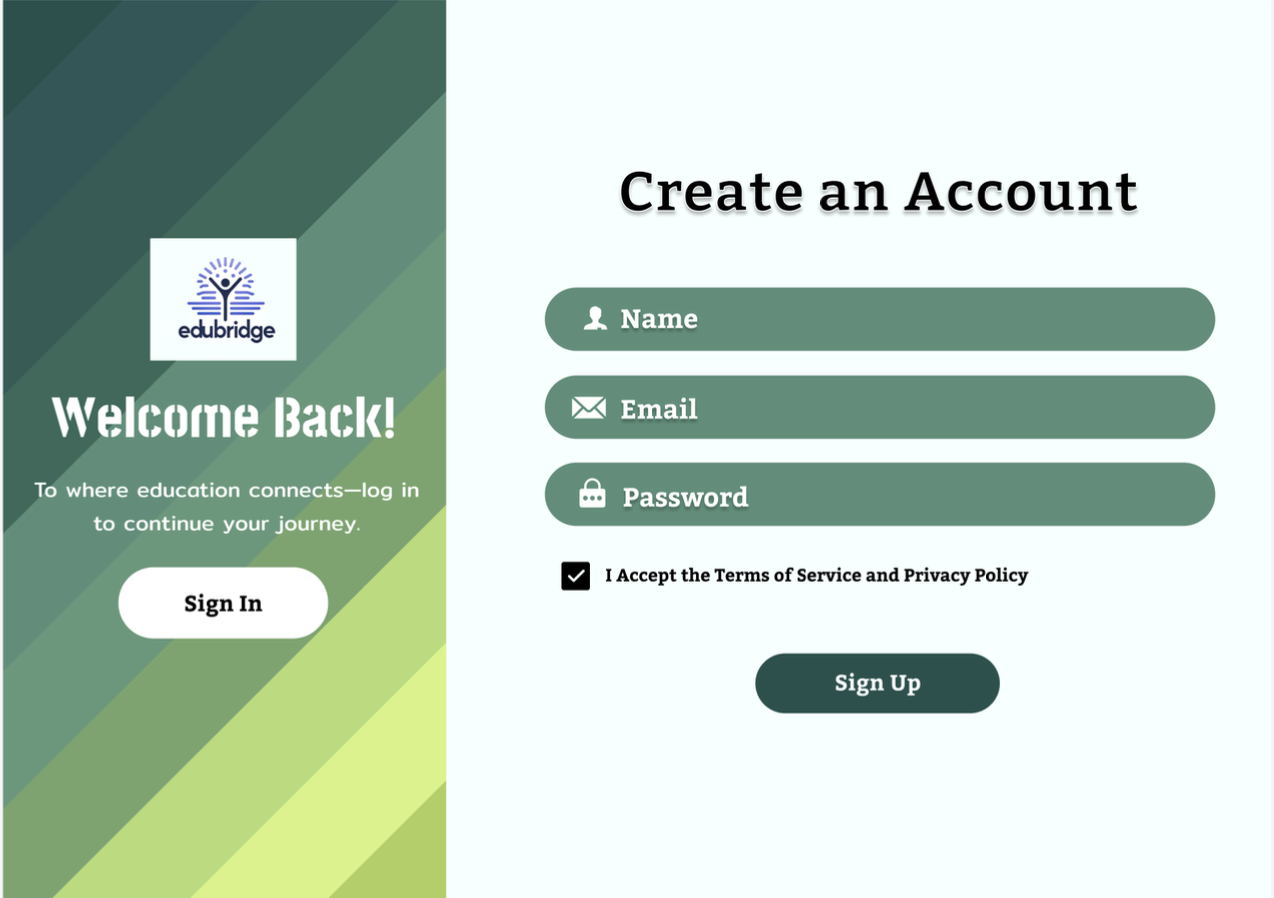 edubridge
Welcome Back!
To where education connects—log in
to continue your journey.
Sign In
Create an Account
Name
Email
Password
I Accept the Terms of Service and Privacy Policy
Sign Up